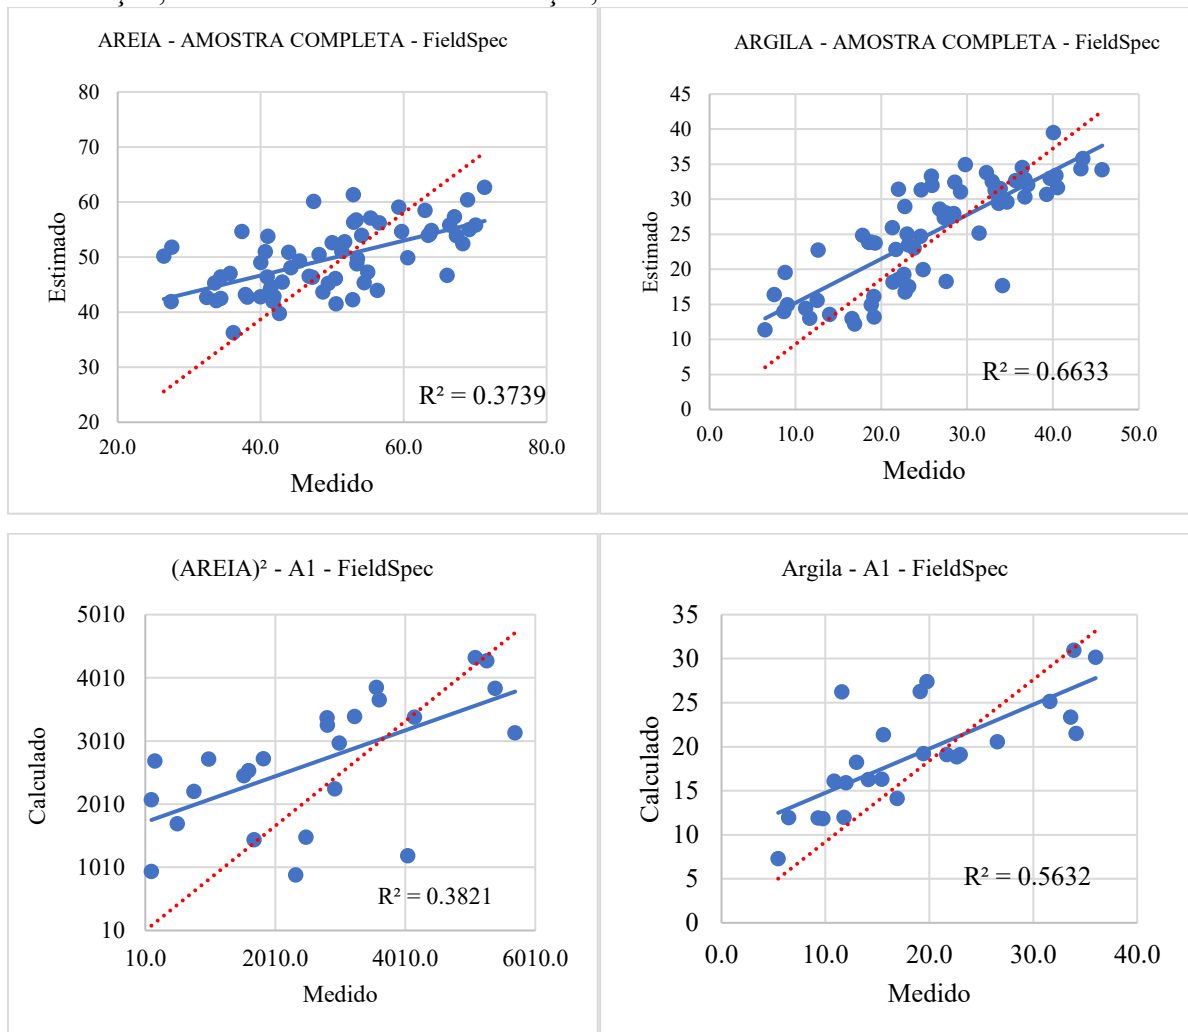 AREIA - AMOSTRA COMPLETA - FieldSpec
80
70
60
50
40
30
20
20.0 40.0 60.0 80.0
Estimado
Medido
R² = 0.3739
ARGILA - AMOSTRA COMPLETA - FieldSpec
45
40
35
30
25
20
15
10
5
0
0.0 10.0 20.0 30.0 40.0 50.0
Estimado
Medido
R² = 0.6633
(AREIA)² - A1 - FieldSpec
5010
4010
3010
2010
1010
10
10.0 2010.0 4010.0 6010.0
Calculado
Medido
R² = 0.3821
Argila - A1 - FieldSpec
35
30
25
20
15
10
5
0
0.0 10.0 20.0 30.0 40.0
Calculado
Medido
R² = 0.5632